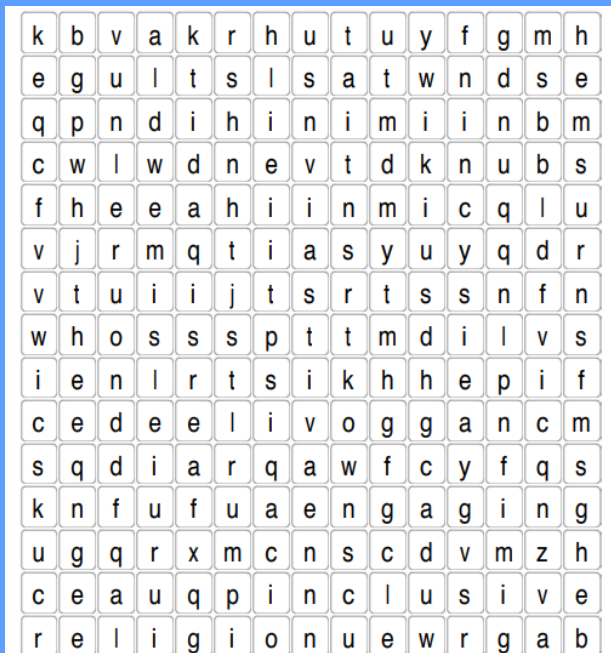 k b v a k r h u t u y f g m h
e g u l t s l s a t w n d s e
q p n d i h i n i m i i n b m
c w l w d n e v t d k n u b s
f h e e a h i i n m i c q l u
v j r m q t i a s y u y q d r
v t u i i j t s r t s s n f n
w h o s s s p t t m d i l v s
i e n l r t s i k h h e p i f
c e d e e l i v o g g a n c m
s q d i a r q a w f c y f q s
k n f u f u a e n g a g i n g
u g q r x m c n s c d v m z h
c e a u q p i n c l u s i v e
r e l i g i o n u e w r g a b